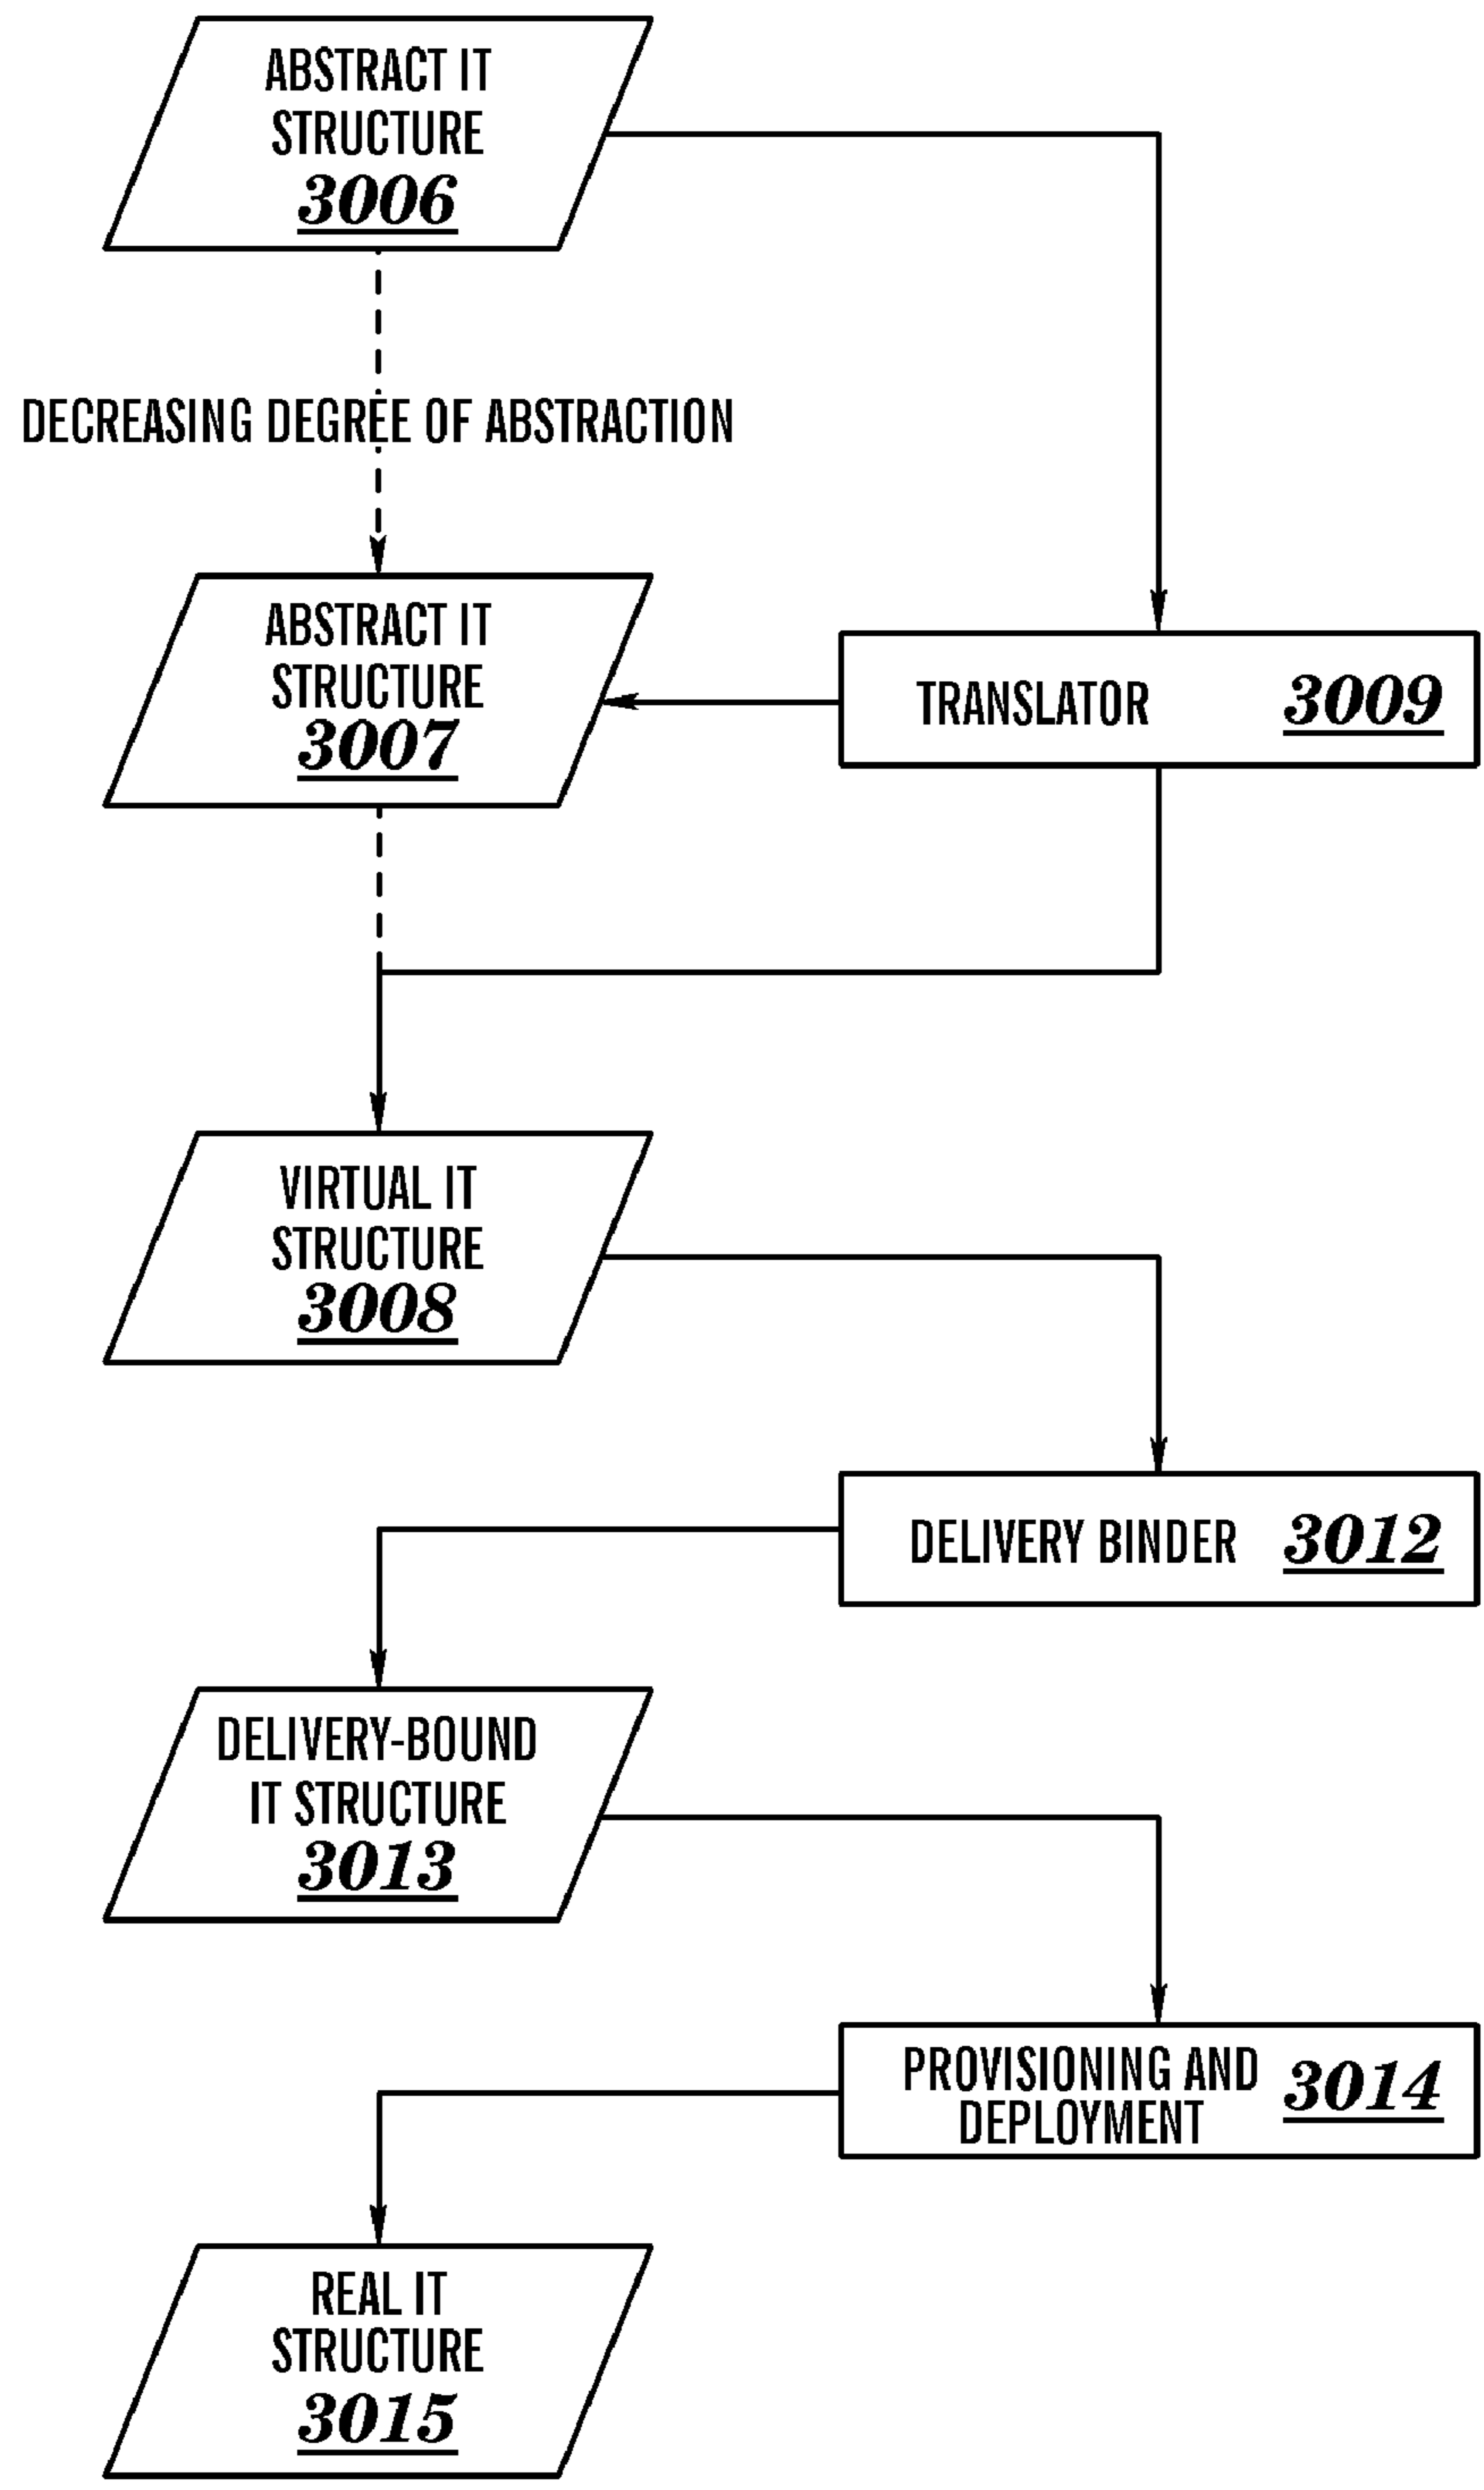 ABSTRACT IT
STRUCTURE
3006
DECREASING DEGREE OF ABSTRACTION
ABSTRACT IT
STRUCTURE
3007
TRANSLATOR 3009
VIRTUAL IT
STRUCTURE
3008
DELIVERY BINDER 3012
DELIVERY-BOUND
IT STRUCTURE
3013
PROVISIONING AND
DEPLOYMENT
3014
REAL IT
STRUCTURE
3015